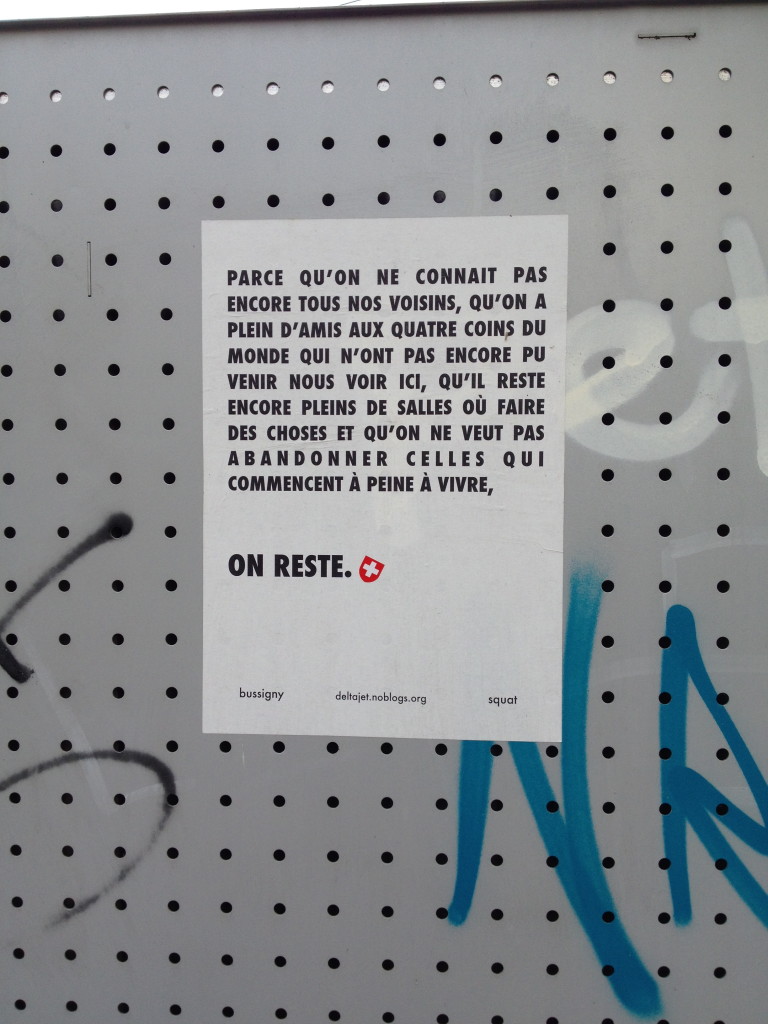 PARCE QU'ON NE CONNAIT PAS
ENCORE TOUS NOS VOISINS, QU'ON A
PLEIN D'AMIS AUX QUATRE COINS DU
MONDE QUI N'ONT PAS ENCORE PU
VENIR NOUS VOIR ICI, QU'IL RESTE
ENCORE PLEINS DE SALLES OÙ FAIRE
DES CHOSES ET QU'ON NE VEUT PAS
ABANDONNER CELLES QUI
COMMENCENT À PEINE À VIVRE,
ON RESTE.
bussigny deltajet.noblogs.org squat
et